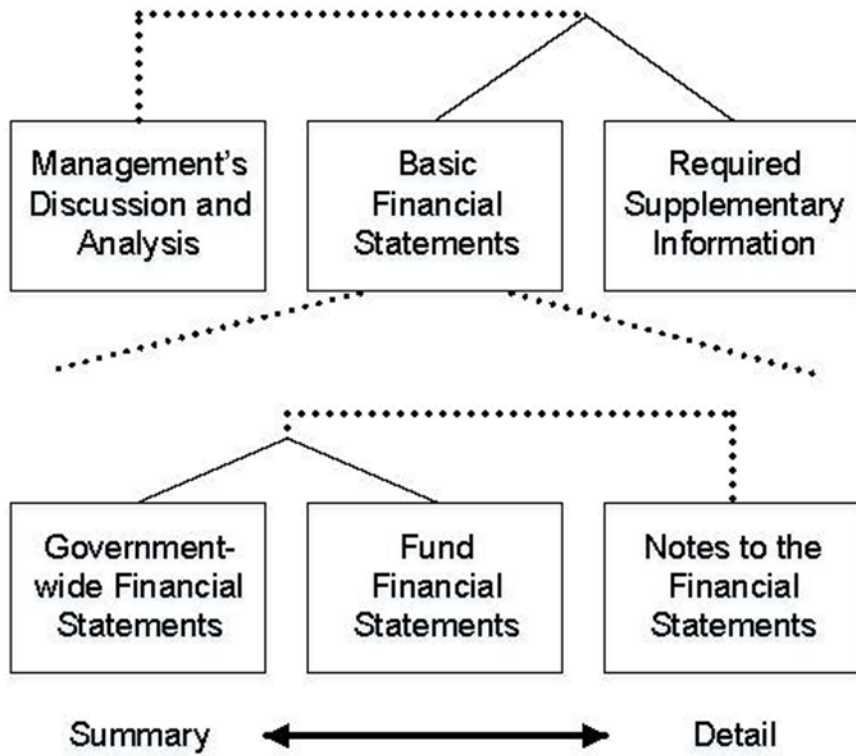 Management's
Discussion and
Analysis
Basic
Financial
Statements
Required
Supplementary
Information
Government-
wide Financial
Statements
Fund
Financial
Statements
Notes to the
Financial
Statements
Summary
Detail